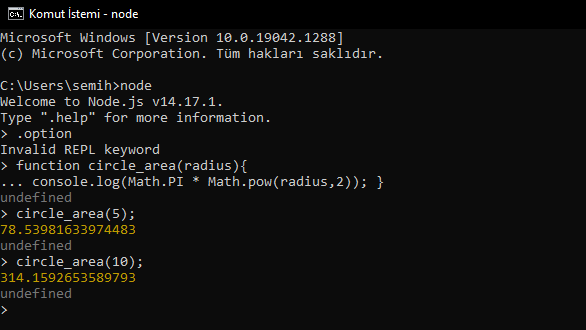 Komut İstemi - node
Microsoft Windows [Version 10.0.19042.1288]
(c) Microsoft Corporation. Tüm hakları saklıdır.
C:\Users\semih>node
Welcome to Node.js v14.17.1.
Type ".help" for more information.
> .option
Invalid REPL keyword
> function circle_area(radius){
... console.log(Math.PI * Math.pow(radius,2)); }
undefined
> circle_area(5);
78.53981633974483
undefined
> circle_area(10);
314.1592653589793
undefined
>